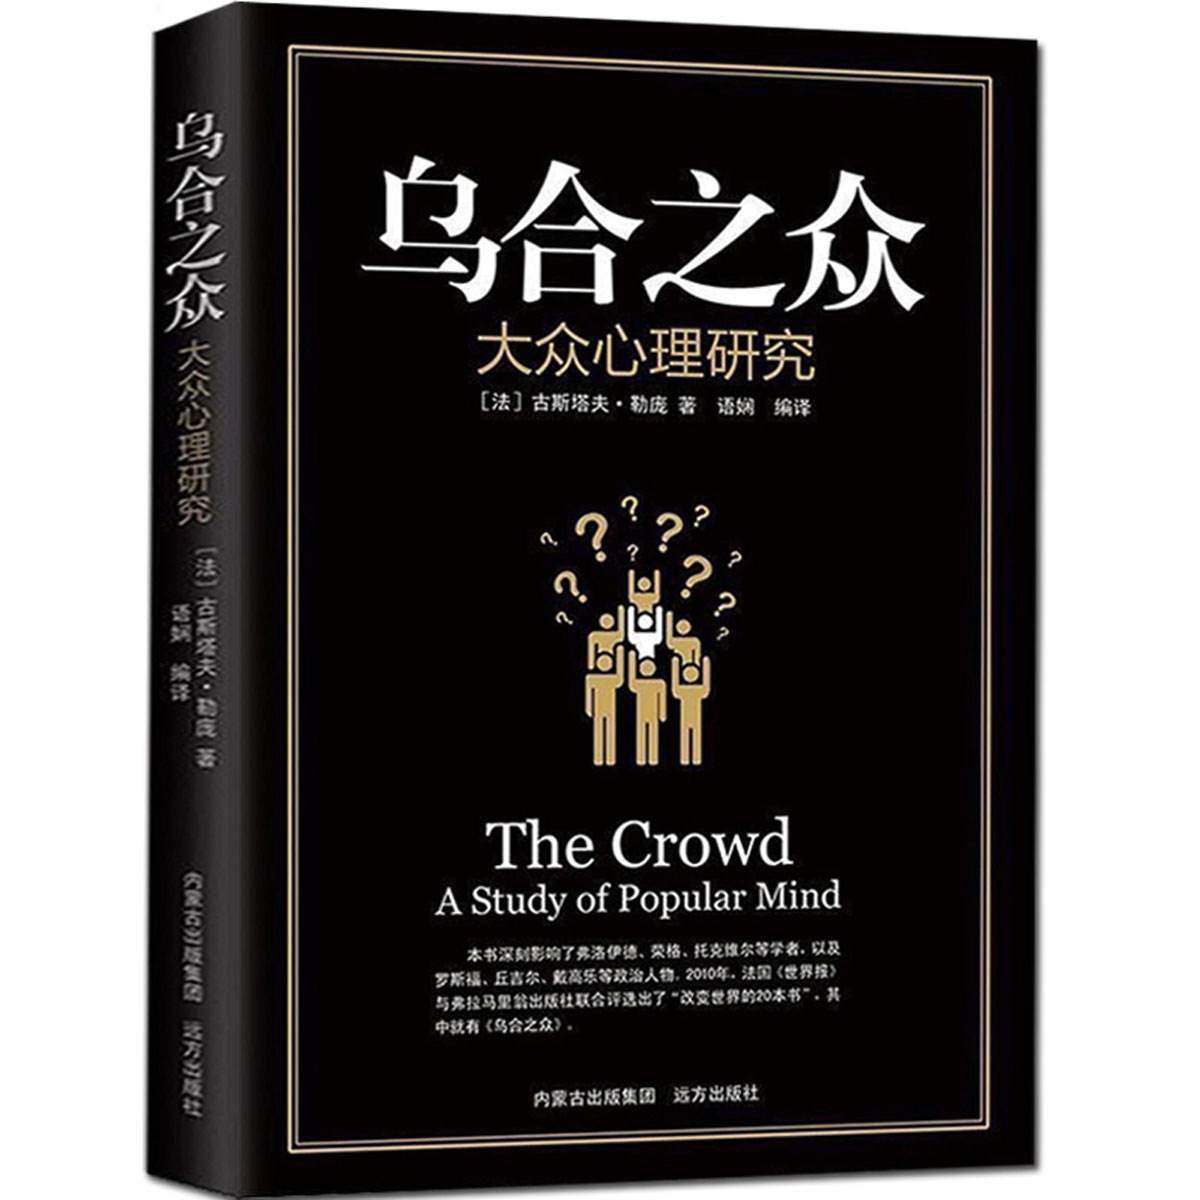 乌合之众
大众心理研究
［法］古斯塔夫·勒庞 著
语娴 编译
内蒙古出版集团 远方出版社
乌合之众
大众心理研究
［法］古斯塔夫·勒庞 著 语娴 编译
? ? ? ? ? ? ? ? ? ? ? ?
The Crowd
A Study of Popular Mind
本书深刻影响了弗洛伊德、荣格、托克维尔等学者，以及
罗斯福、丘吉尔、戴高乐等政治人物。2010年，法国《世界报》
与弗拉马里翁出版社联合评选出了“改变世界的20本书”，其
中就有《乌合之众》。
内蒙古出版集团 远方出版社